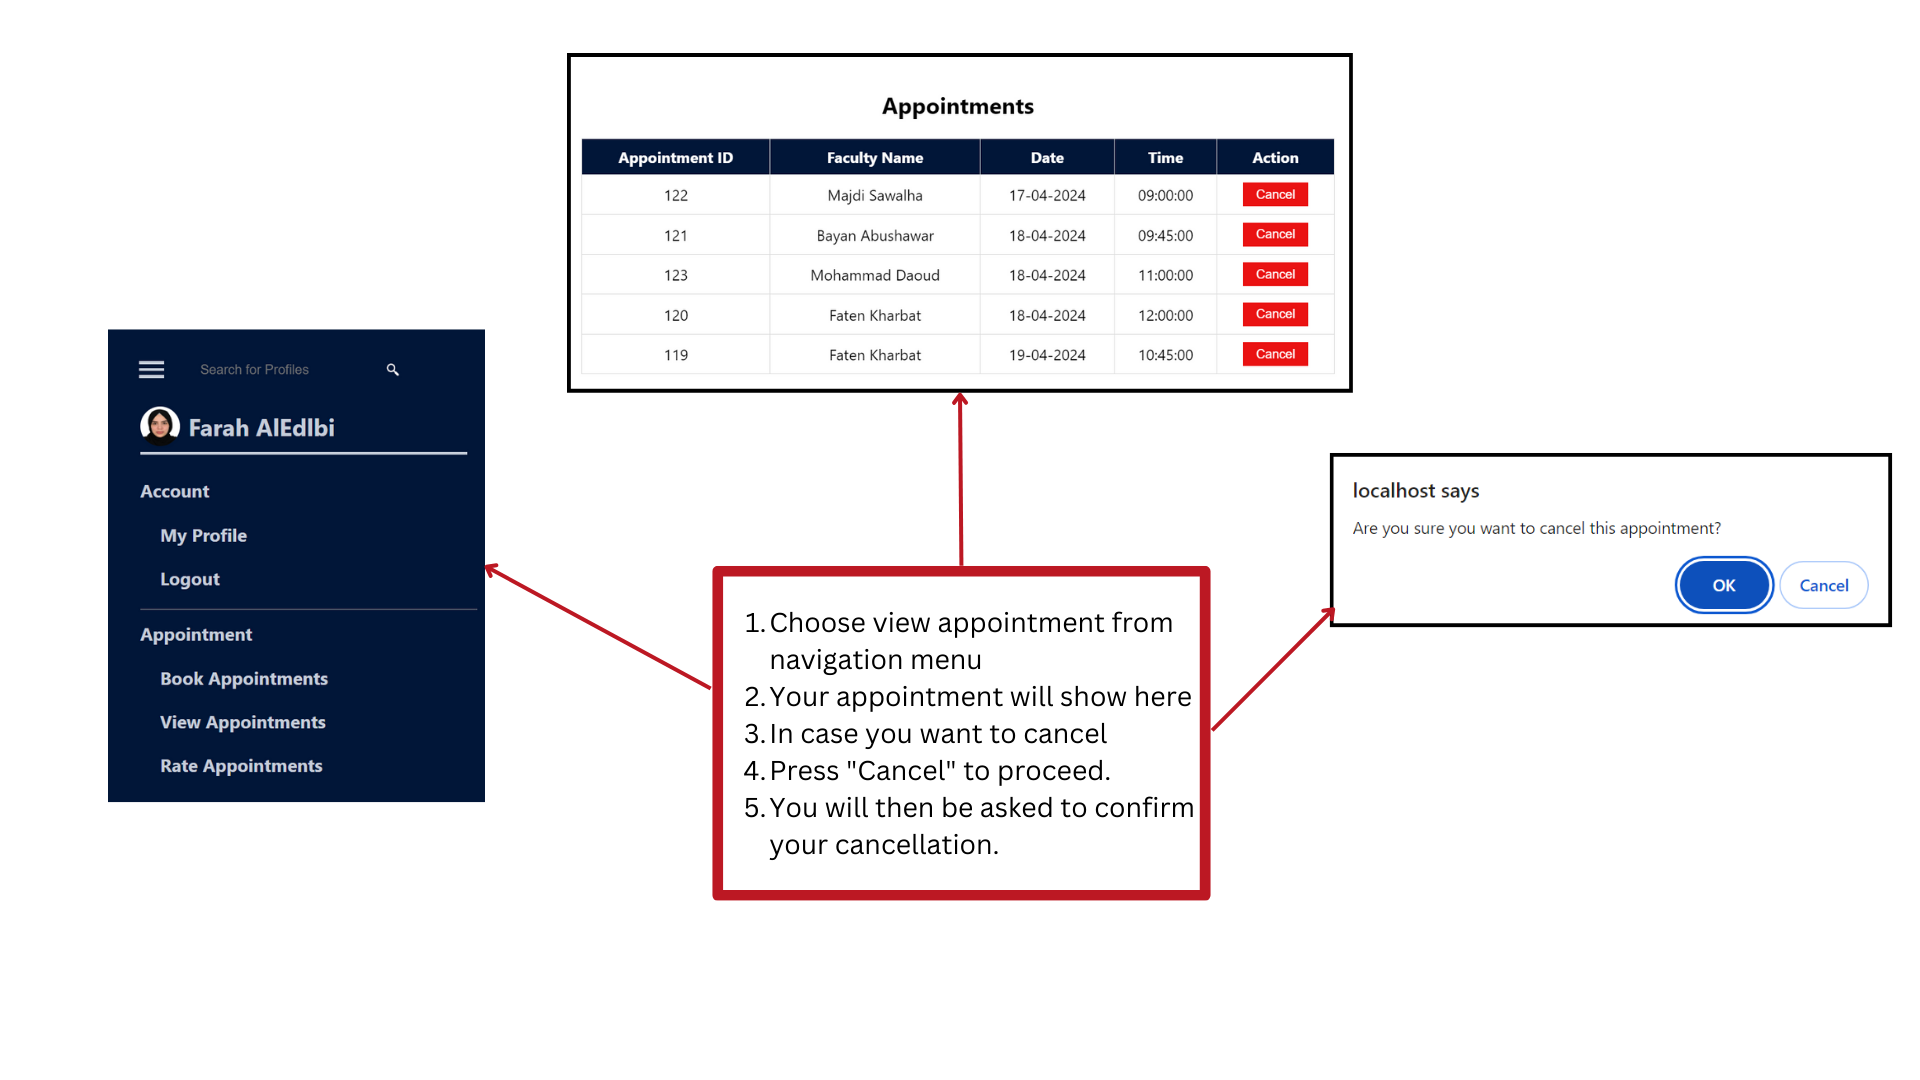 Appointments
Appointment ID Faculty Name Date Time Action
122 Majdi Sawalha 17-04-2024 09:00:00 Cancel
121 Bayan Abushawar 18-04-2024 09:45:00 Cancel
123 Mohammad Daoud 18-04-2024 11:00:00 Cancel
120 Faten Kharbat 18-04-2024 12:00:00 Cancel
119 Faten Kharbat 19-04-2024 10:45:00 Cancel
Search for Profiles
Farah AlEdlbi
Account
My Profile
Logout
Appointment
Book Appointments
View Appointments
Rate Appointments
localhost says
Are you sure you want to cancel this appointment?
OK Cancel
1. Choose view appointment from
navigation menu
2. Your appointment will show here
3. In case you want to cancel
4. Press "Cancel" to proceed.
5. You will then be asked to confirm
your cancellation.